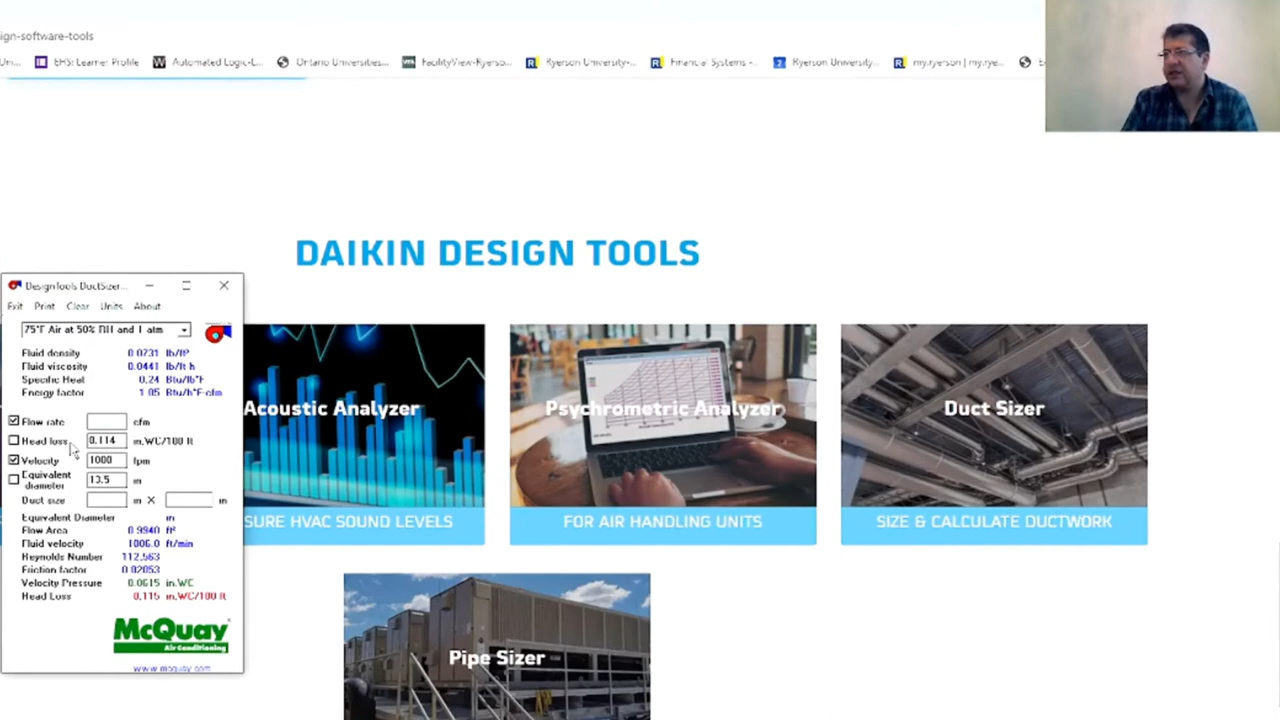 ign-software-tools
EHS: Learner Profile
Automated Logic-L...
Ontario Universities...
FacilityView-Ryerso...
Ryerson University-...
Financial Systems -...
Ryerson University...
my.ryerson | my.rye...
DAIKIN DESIGN TOOLS
DesignTools DuctSizer...
Exit Print Clear Units About
75°F Air at 50% RH and 1 atm
Fluid density 0.0731 lb/ft³
Fluid viscosity 0.0441 lb/ft·h
Specific Heat 0.24 Btu/lb°F
Energy factor 1.05 Btu/h°F·cfm
Flow rate cfm
Head loss 0.114 in.WC/100 ft
Velocity 1000 fpm
Equivalent diameter 13.5 in
Duct size in X in
Equivalent Diameter in
Flow Area 0.9940 ft²
Fluid velocity 1006.0 ft/min
Reynolds Number 112,563
Friction factor 0.02053
Velocity Pressure 0.0615 in.WC
Head Loss 0.115 in.WC/100 ft
McQuay
Air Conditioning
www.mcquay.com
Acoustic Analyzer
SURE HVAC SOUND LEVELS
Psychrometric Analyzer
FOR AIR HANDLING UNITS
Duct Sizer
SIZE & CALCULATE DUCTWORK
Pipe Sizer